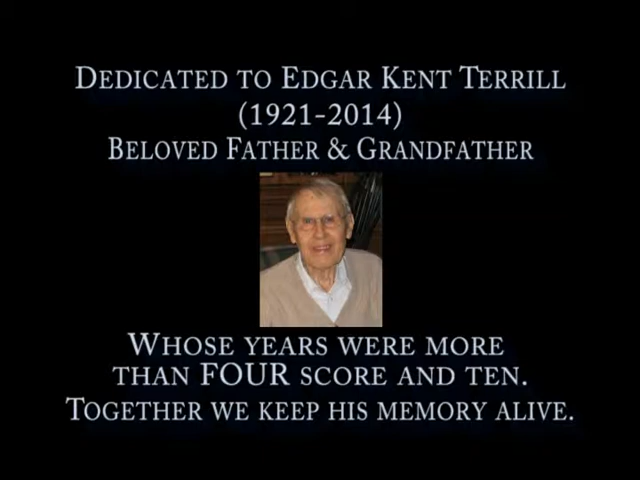 Dedicated to Edgar Kent Terrill
(1921-2014)
Beloved Father & Grandfather
Whose years were more
than FOUR score and ten.
Together we keep his memory alive.